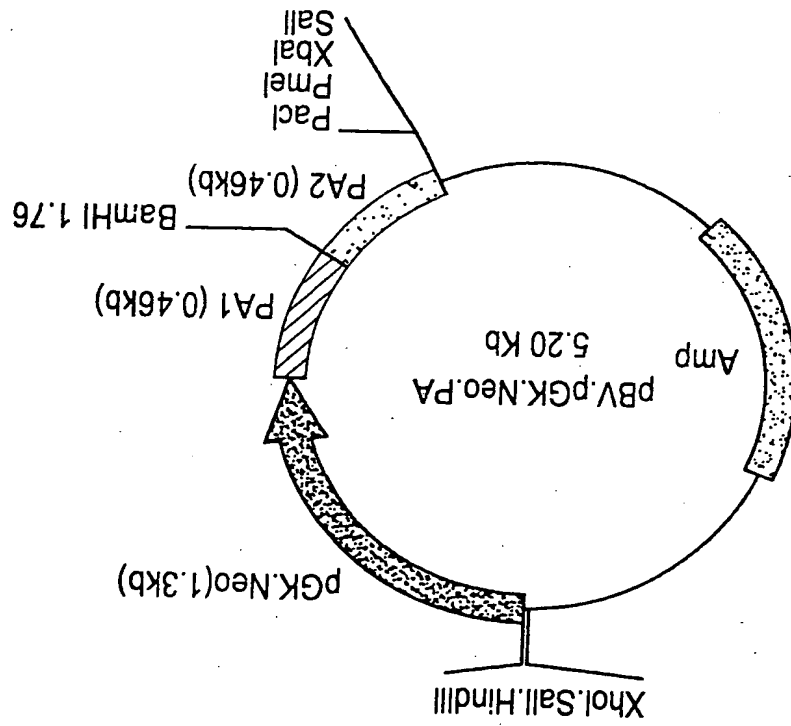 XhoI.SalI.HindIII
pGK.Neo(1.3kb)
Amp
pBV.pGK.Neo.PA
5.20 Kb
PA1 (0.46kb)
BamHI 1.76
PA2 (0.46kb)
PacI
PmeI
XbaI
SalI